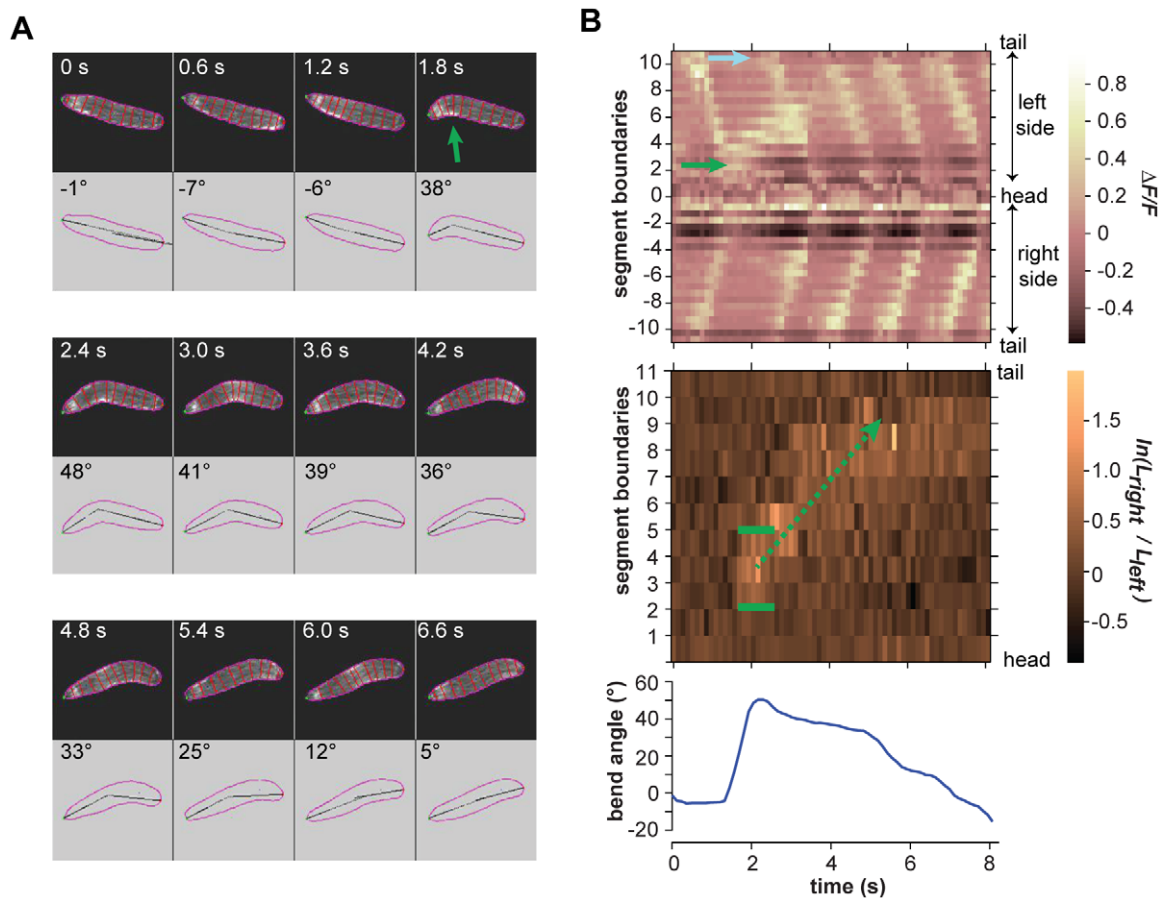 A
0 s
0.6 s
1.2 s
1.8 s
-1°
-7°
-6°
38°
2.4 s
3.0 s
3.6 s
4.2 s
48°
41°
39°
36°
4.8 s
5.4 s
6.0 s
6.6 s
33°
25°
12°
5°
B
segment boundaries
10
8
6
4
2
0
-2
-4
-6
-8
-10
tail
left
side
head
right
side
tail
0.8
0.6
0.4
0.2
0
-0.2
-0.4
ΔF/F
segment boundaries
11
10
9
8
7
6
5
4
3
2
1
tail
head
1.5
1.0
0.5
0
-0.5
ln(Lright / Lleft)
bend angle (°)
60
40
20
0
-20
0
2
4
6
8
time (s)